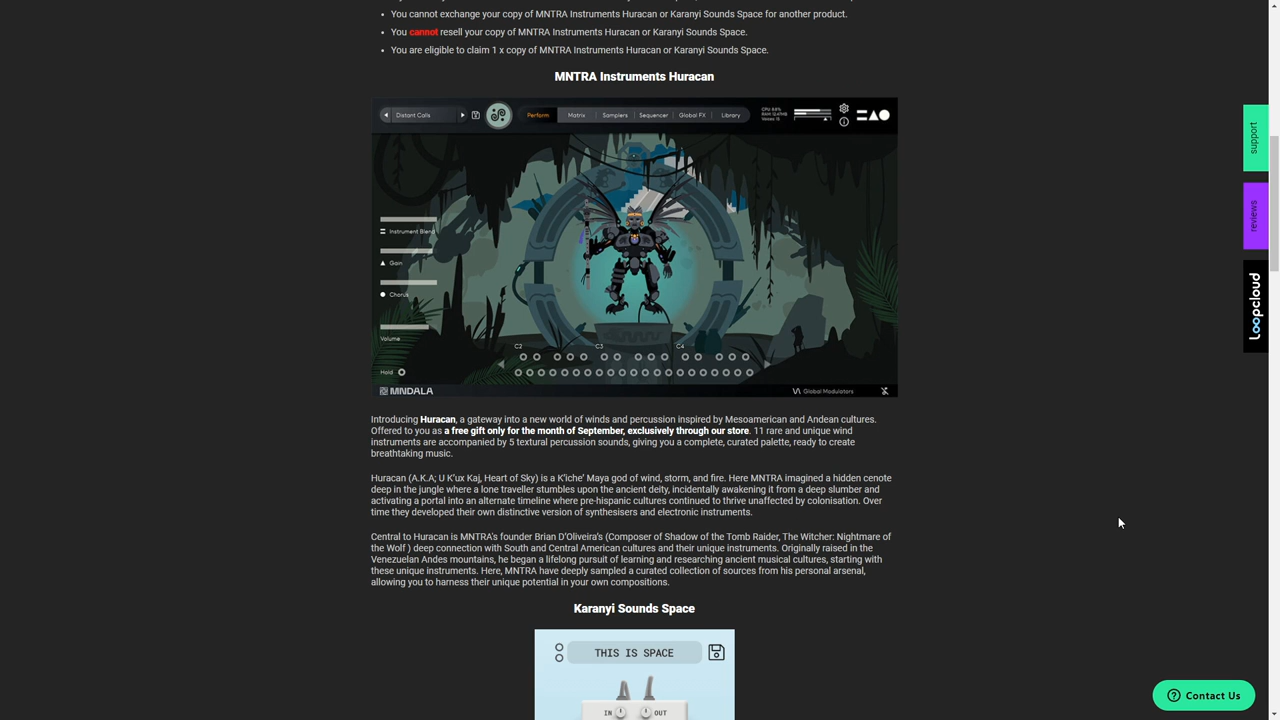 You cannot exchange your copy of MNTRA Instruments Huracan or Karanyi Sounds Space for another product.
You cannot resell your copy of MNTRA Instruments Huracan or Karanyi Sounds Space.
You are eligible to claim 1 x copy of MNTRA Instruments Huracan or Karanyi Sounds Space.
MNTRA Instruments Huracan
Distant Calls
Perform Matrix Samplers Sequencer Global FX Library
Instrument Blend
Gain
Chorus
Volume
Hold
C2 C3 C4
MNDALA
Global Modulators
Introducing Huracan, a gateway into a new world of winds and percussion inspired by Mesoamerican and Andean cultures.
Offered to you as a free gift only for the month of September, exclusively through our store. 11 rare and unique wind
instruments are accompanied by 5 textural percussion sounds, giving you a complete, curated palette, ready to create
breathtaking music.
Huracan (A.K.A; U K'ux Kaj, Heart of Sky) is a K'iche' Maya god of wind, storm, and fire. Here MNTRA imagined a hidden cenote
deep in the jungle where a lone traveller stumbles upon the ancient deity, incidentally awakening it from a deep slumber and
activating a portal into an alternate timeline where pre-hispanic cultures continued to thrive unaffected by colonisation. Over
time they developed their own distinctive version of synthesisers and electronic instruments.
Central to Huracan is MNTRA's founder Brian D'Oliveira's (Composer of Shadow of the Tomb Raider, The Witcher: Nightmare of
the Wolf ) deep connection with South and Central American cultures and their unique instruments. Originally raised in the
Venezuelan Andes mountains, he began a lifelong pursuit of learning and researching ancient musical cultures, starting with
these unique instruments. Here, MNTRA have deeply sampled a curated collection of sources from his personal arsenal,
allowing you to harness their unique potential in your own compositions.
Karanyi Sounds Space
THIS IS SPACE
IN OUT
support
reviews
Loopcloud
Contact Us